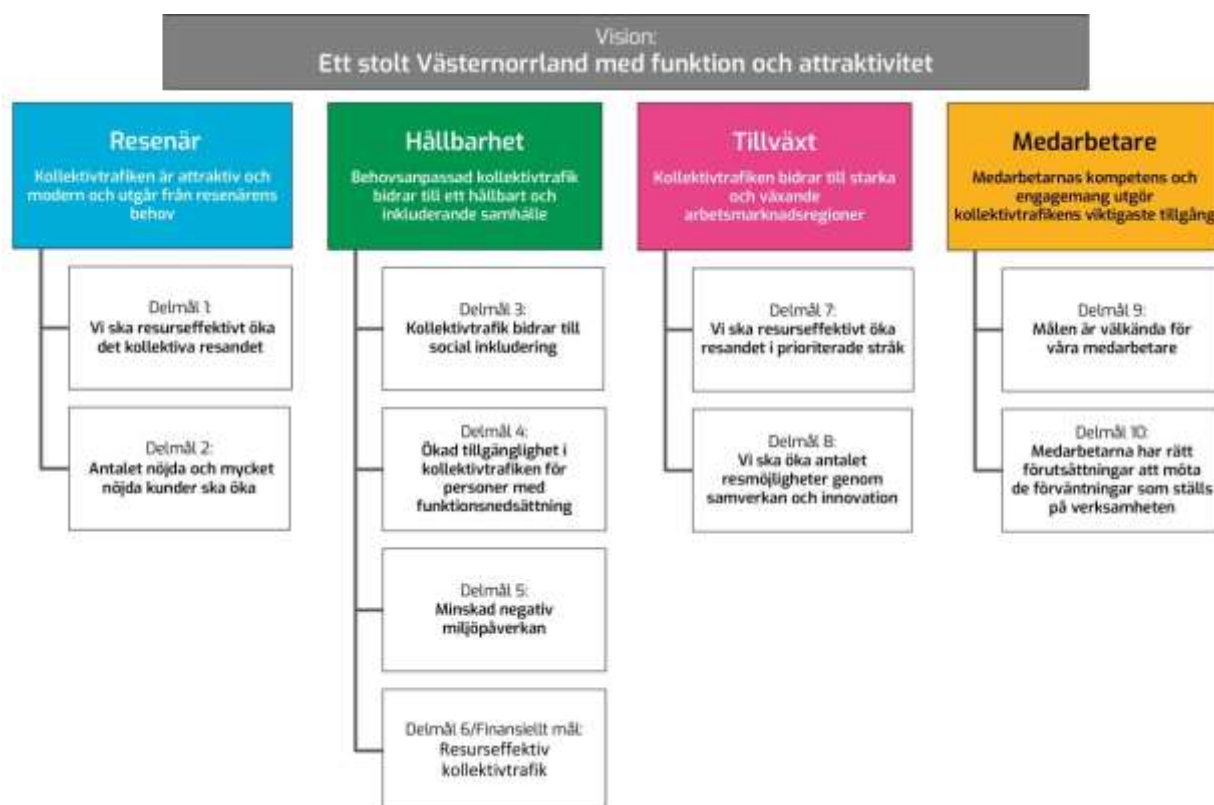 Vision:
Ett stolt Västernorrland med funktion och attraktivitet
Resenär
Kollektivtrafiken är attraktiv och
modern och utgår från resenärens
behov
Delmål 1:
Vi ska resurseffektivt öka
det kollektiva resandet
Delmål 2:
Antalet nöjda och mycket
nöjda kunder ska öka
Hållbarhet
Behovsanpassad kollektivtrafik
bidrar till ett hållbart och
inkluderande samhälle
Delmål 3:
Kollektivtrafik bidrar till
social inkludering
Delmål 4:
Ökad tillgänglighet i
kollektivtrafiken för
personer med
funktionsnedsättning
Delmål 5:
Minskad negativ
miljöpåverkan
Delmål 6/Finansiellt mål:
Resurseffektiv
kollektivtrafik
Tillväxt
Kollektivtrafiken bidrar till starka
och växande
arbetsmarknadsregioner
Delmål 7:
Vi ska resurseffektivt öka
resandet i prioriterade stråk
Delmål 8:
Vi ska öka antalet
resmöjligheter genom
samverkan och innovation
Medarbetare
Medarbetarnas kompetens och
engagemang utgör
kollektivtrafikens viktigaste tillgång
Delmål 9:
Målen är välkända för
våra medarbetare
Delmål 10:
Medarbetarna har rätt
förutsättningar att möta
de förväntningar som ställs
på verksamheten